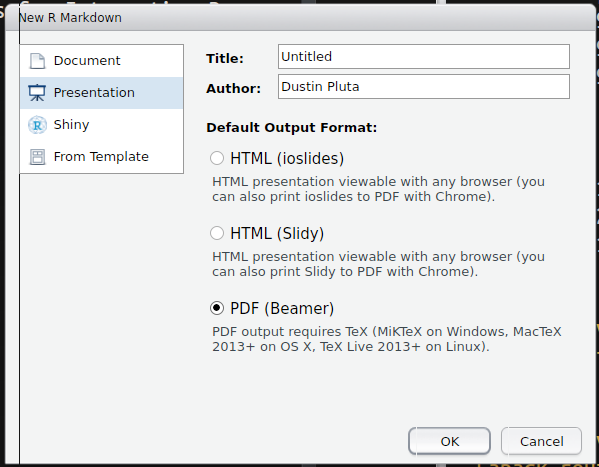 New R Markdown
Document
Presentation
Shiny
From Template
Title: Untitled
Author: Dustin Pluta
Default Output Format:
HTML (ioslides)
HTML presentation viewable with any browser (you
can also print ioslides to PDF with Chrome).
HTML (Slidy)
HTML presentation viewable with any browser (you
can also print Slidy to PDF with Chrome).
PDF (Beamer)
PDF output requires TeX (MiKTeX on Windows, MacTeX
2013+ on OS X, TeX Live 2013+ on Linux).
OK Cancel